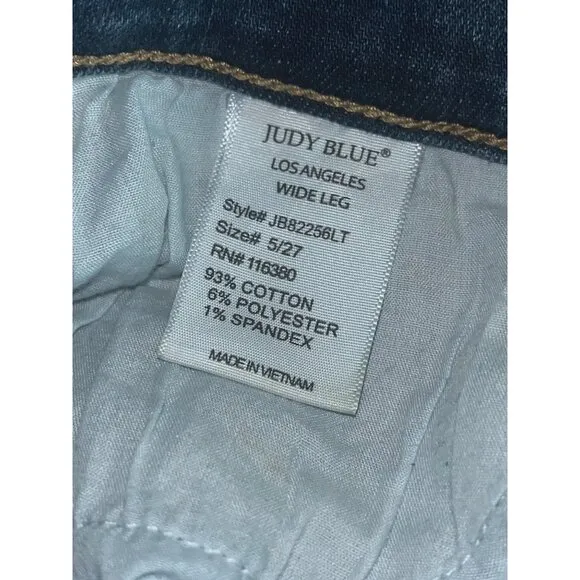 JUDY BLUE®
LOS ANGELES
WIDE LEG
Style# JB82256LT
Size# 5/27
RN# 116380
93% COTTON
6% POLYESTER
1% SPANDEX
MADE IN VIETNAM